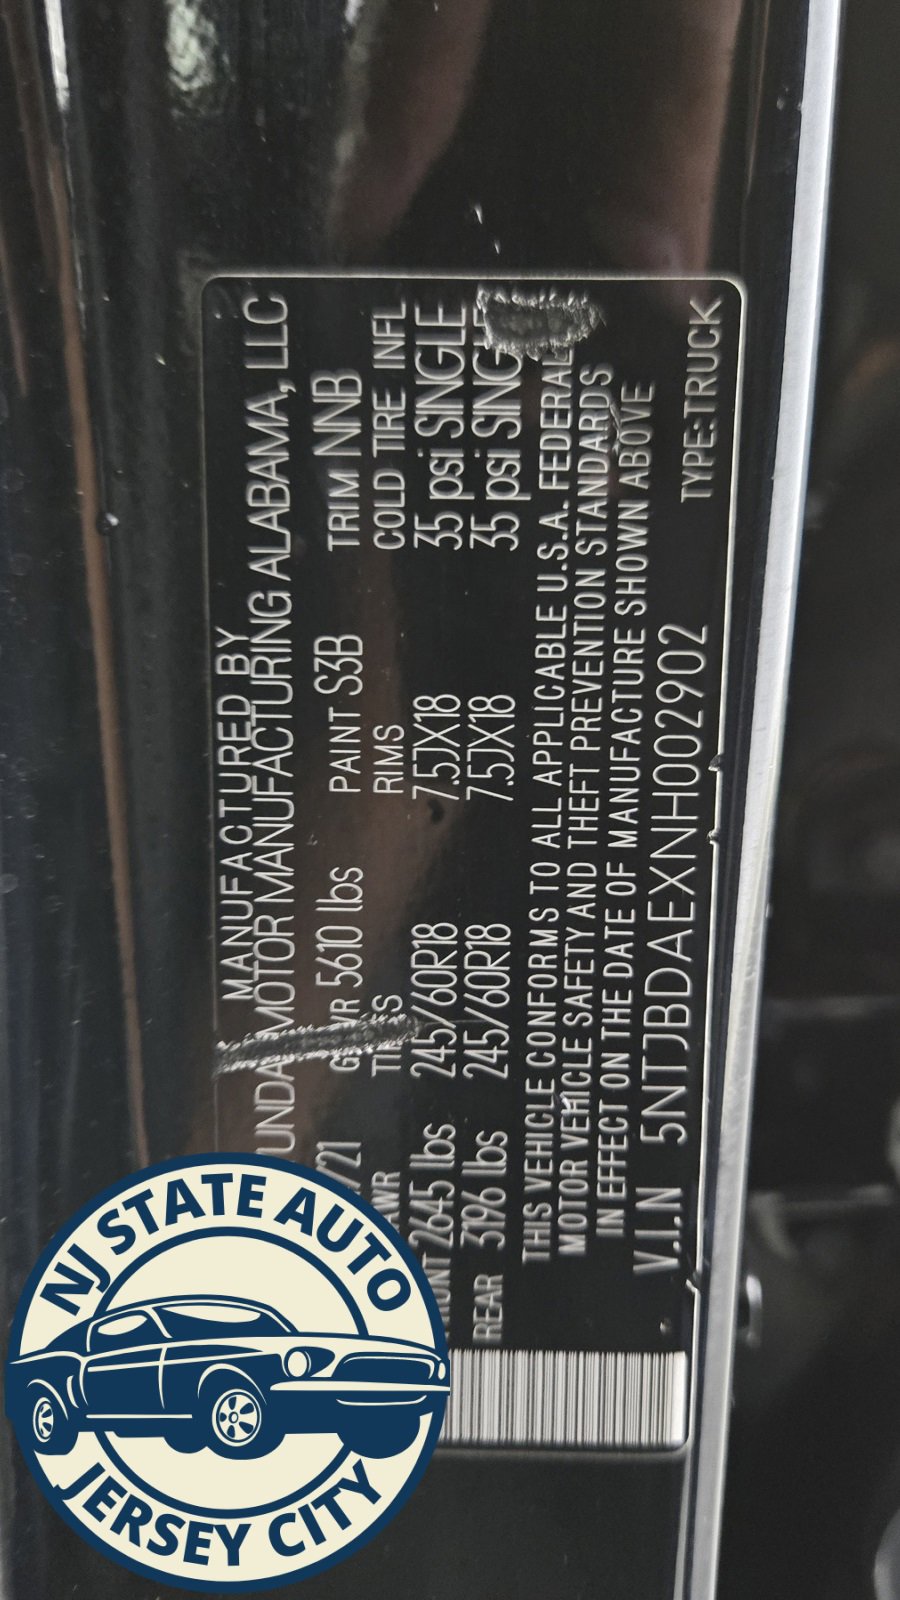 MANUFACTURED BY
UNDAI MOTOR MANUFACTURING ALABAMA, LLC
/21 PAINT S3B TRIM NNB
5610 lbs
TIRES RIMS COLD TIRE INFL
2645 lbs 245/60R18 7.5JX18 35 psi SINGLE
REAR 3196 lbs 245/60R18 7.5JX18 35 psi SINGLE
THIS VEHICLE CONFORMS TO ALL APPLICABLE U.S.A. FEDERAL
MOTOR VEHICLE SAFETY AND THEFT PREVENTION STANDARDS
IN EFFECT ON THE DATE OF MANUFACTURE SHOWN ABOVE
V.I.N 5NTJBDAEXNH002902 TYPE:TRUCK
NJ STATE AUTO
JERSEY CITY